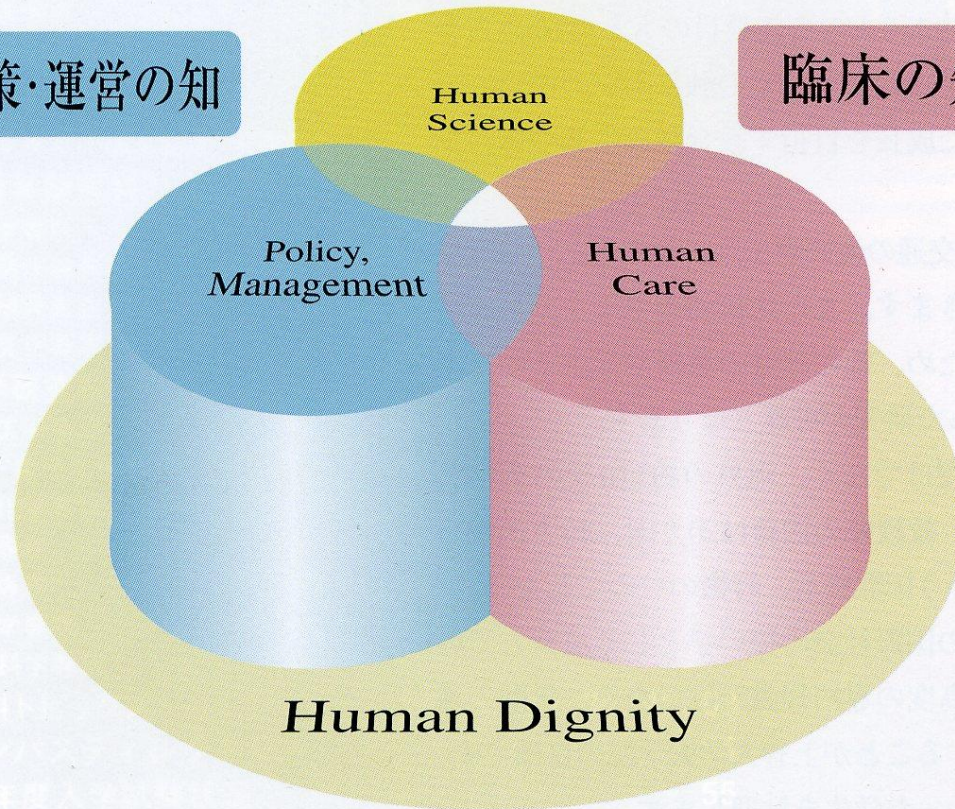 策·運営の知
臨床の
Human
Science
Policy,
Management
Human
Care
Human Dignity